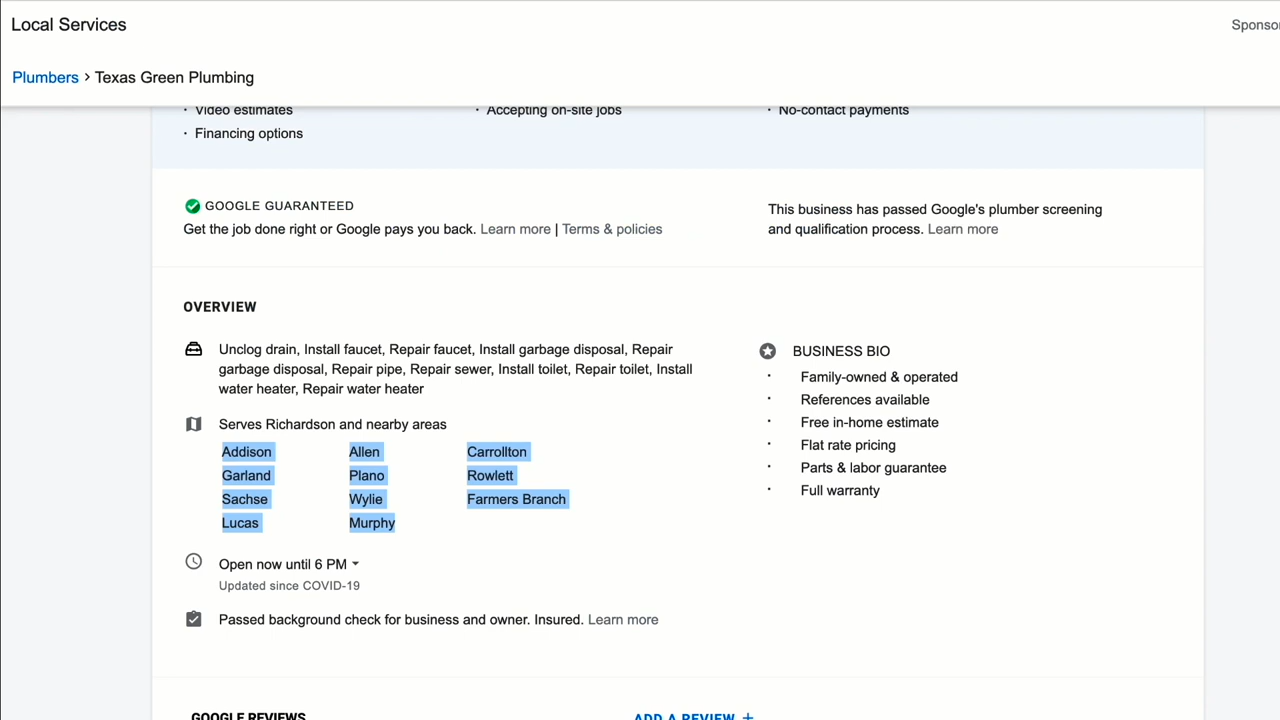 Local Services
Plumbers > Texas Green Plumbing
· Video estimates
· Accepting on-site jobs
· No-contact payments
· Financing options
GOOGLE GUARANTEED
Get the job done right or Google pays you back. Learn more | Terms & policies
This business has passed Google's plumber screening
and qualification process. Learn more
OVERVIEW
Unclog drain, Install faucet, Repair faucet, Install garbage disposal, Repair
garbage disposal, Repair pipe, Repair sewer, Install toilet, Repair toilet, Install
water heater, Repair water heater
Serves Richardson and nearby areas
Addison Allen Carrollton
Garland Plano Rowlett
Sachse Wylie Farmers Branch
Lucas Murphy
Open now until 6 PM
Updated since COVID-19
Passed background check for business and owner. Insured. Learn more
BUSINESS BIO
· Family-owned & operated
· References available
· Free in-home estimate
· Flat rate pricing
· Parts & labor guarantee
· Full warranty
GOOGLE REVIEWS
ADD A REVIEW +